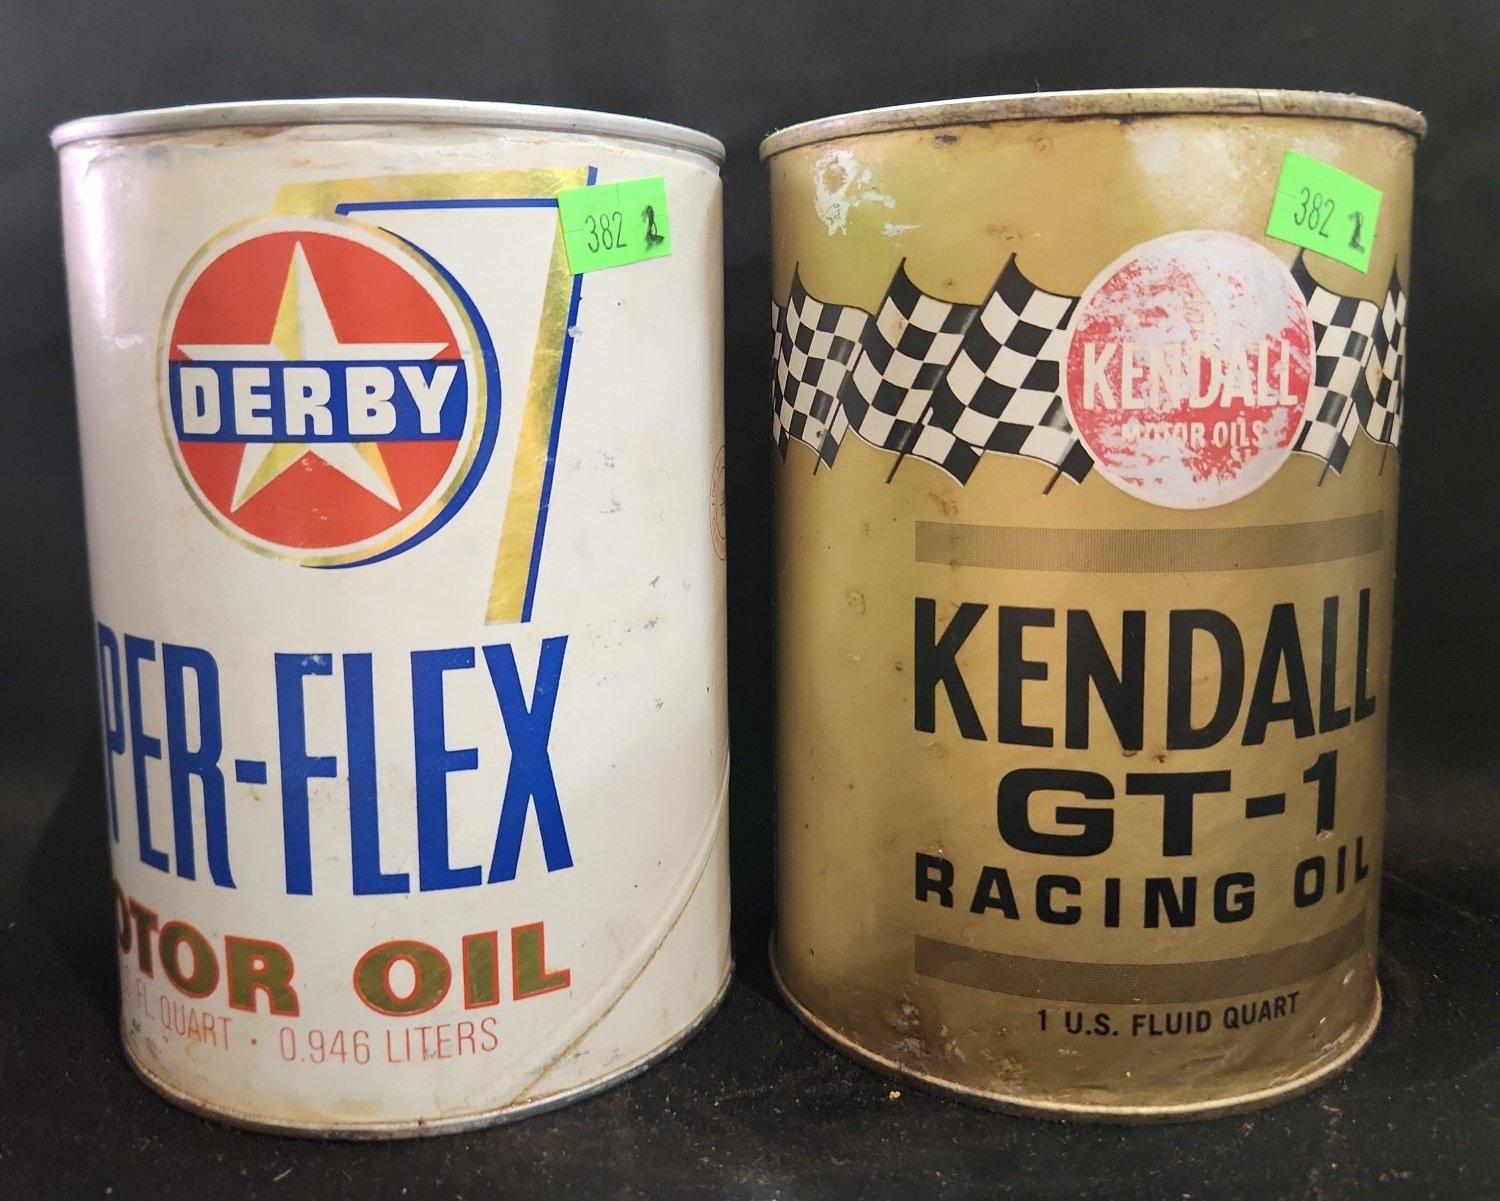 382 2
DERBY
PER-FLEX
OTOR OIL
FL. QUART · 0.946 LITERS
382 2
KENDALL
MOTOR OILS
KENDALL
GT-1
RACING OIL
1 U.S. FLUID QUART